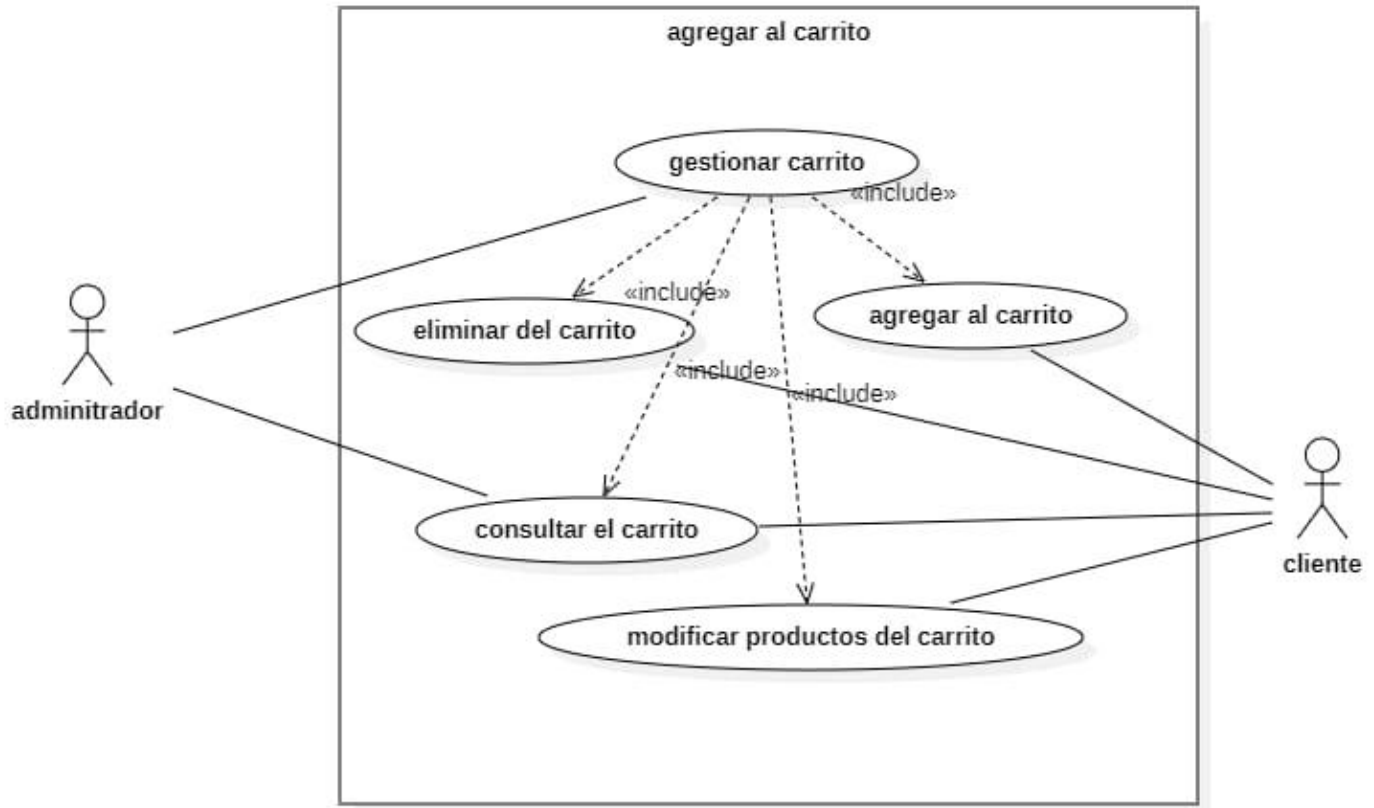 agregar al carrito
gestionar carrito
«include»
«include»
eliminar del carrito
agregar al carrito
«include»
«include»
adminitrador
consultar el carrito
cliente
modificar productos del carrito